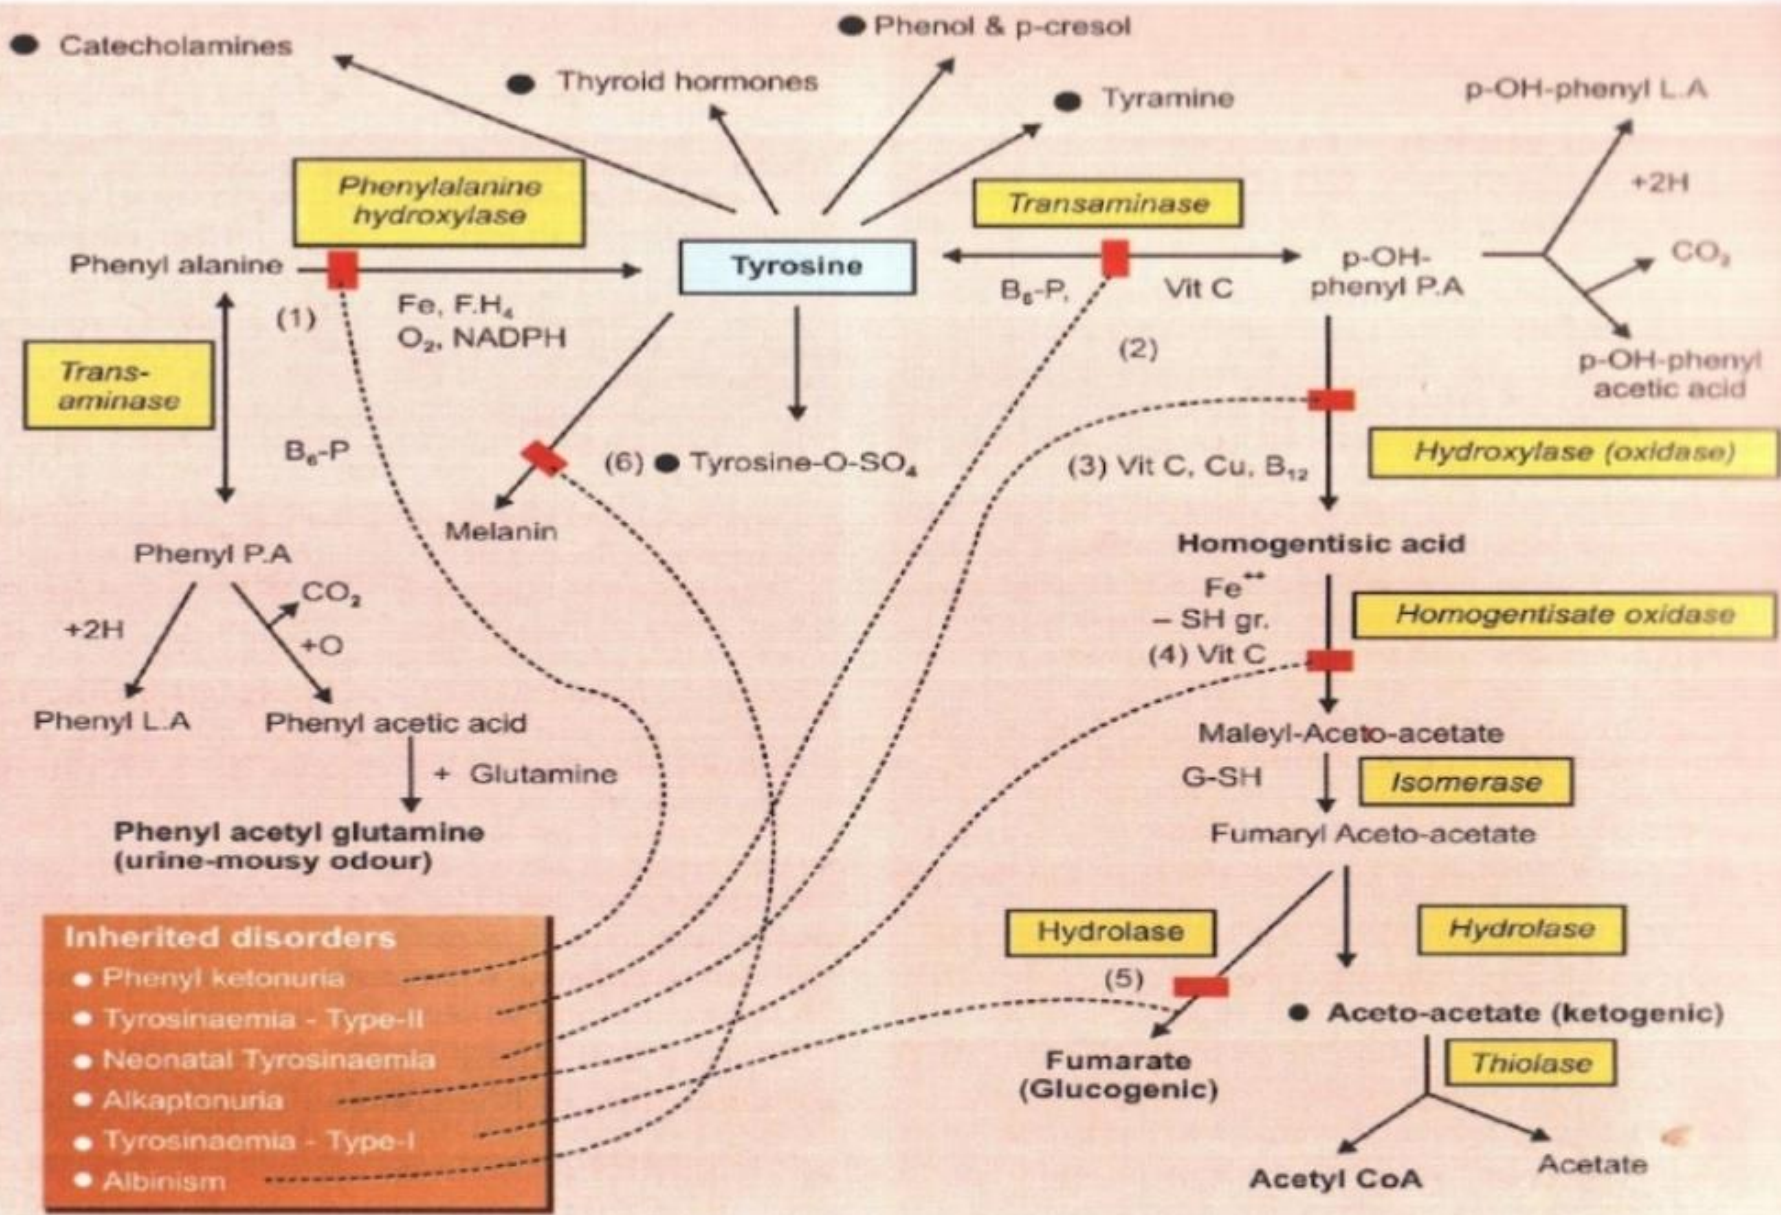 ● Catecholamines
● Phenol & p-cresol
● Thyroid hormones
● Tyramine
p-OH-phenyl L.A
Phenylalanine
hydroxylase
Transaminase
+2H
Phenyl alanine
Tyrosine
p-OH-
phenyl P.A
CO₂
(1)
Fe, F.H₄
O₂, NADPH
B₆-P,
Vit C
(2)
p-OH-phenyl
acetic acid
Trans-
aminase
B₆-P
(6) ● Tyrosine-O-SO₄
(3) Vit C, Cu, B₁₂
Hydroxylase (oxidase)
Melanin
Phenyl P.A
Homogentisic acid
+2H
CO₂
+O
Fe⁺⁺
– SH gr.
(4) Vit C
Homogentisate oxidase
Phenyl L.A
Phenyl acetic acid
Maleyl-Aceto-acetate
+ Glutamine
G-SH
Isomerase
Phenyl acetyl glutamine
(urine-mousy odour)
Fumaryl Aceto-acetate
Hydrolase
Hydrolase
(5)
● Aceto-acetate (ketogenic)
Fumarate
(Glucogenic)
Thiolase
Acetyl CoA
Acetate
Inherited disorders
● Phenyl ketonuria
● Tyrosinaemia - Type-II
● Neonatal Tyrosinaemia
● Alkaptonuria
● Tyrosinaemia - Type-I
● Albinism